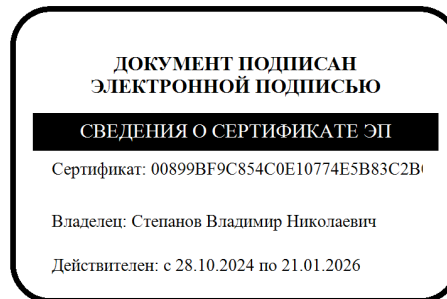 ДОКУМЕНТ ПОДПИСАН
ЭЛЕКТРОННОЙ ПОДПИСЬЮ
СВЕДЕНИЯ О СЕРТИФИКАТЕ ЭП
Сертификат: 00899BF9C854C0E10774E5B83C2B
Владелец: Степанов Владимир Николаевич
Действителен: с 28.10.2024 по 21.01.2026